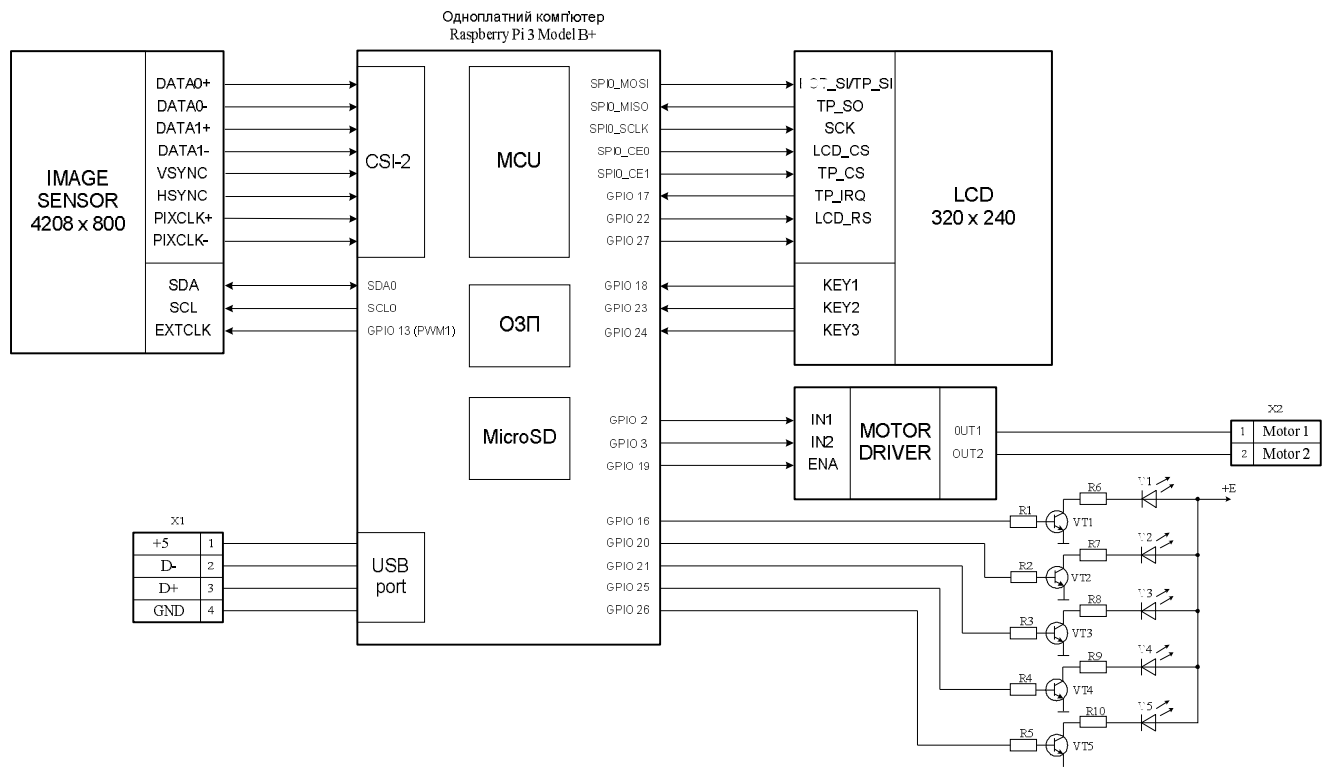 Одноплатний комп'ютер
Raspberry Pi 3 Model B+
IMAGE
SENSOR
4208 x 800
DATA0+
DATA0-
DATA1+
DATA1-
VSYNC
HSYNC
PIXCLK+
PIXCLK-
SDA
SCL
EXTCLK
CSI-2
SDA0
SCL0
GPIO 13 (PWM1)
MCU
ОЗП
MicroSD
USB
port
SPI0_MOSI
SPI0_MISO
SPI0_SCLK
SPI0_CE0
SPI0_CE1
GPIO 17
GPIO 22
GPIO 27
GPIO 18
GPIO 23
GPIO 24
GPIO 2
GPIO 3
GPIO 19
GPIO 16
GPIO 20
GPIO 21
GPIO 25
GPIO 26
TP_SO
SCK
LCD_CS
TP_CS
TP_IRQ
LCD_RS
KEY1
KEY2
KEY3
LCD
320 x 240
IN1
IN2
ENA
MOTOR
DRIVER
OUT1
OUT2
X2
1 Motor 1
2 Motor 2
X1
+5 1
D- 2
D+ 3
GND 4
+E
R1
R6
VT1
R2
R7
VT2
R3
R8
VT3
R4
R9
VT4
R5
R10
VT5